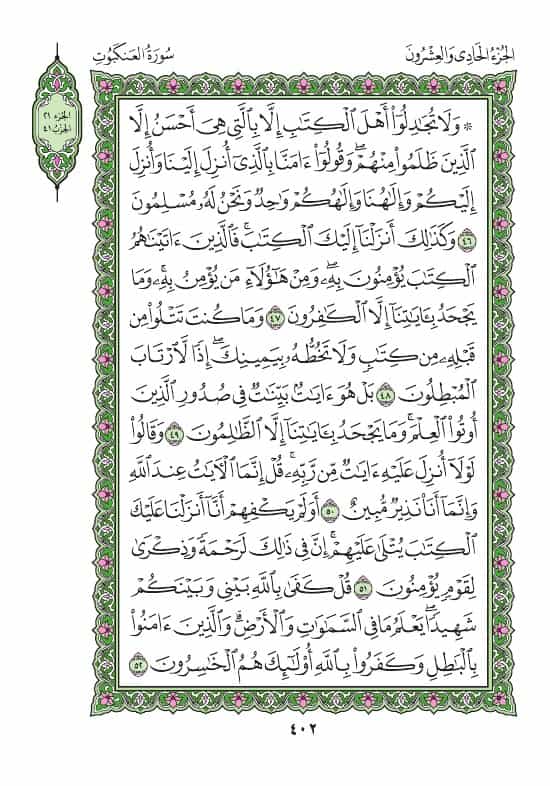 الجُزْءُ الحَادِى وَالعِشْرُونَ
سُورَةُ العَنكَبُوتِ
الجزء ٢١
الحزب ٤١
* وَلَا تُجَٰدِلُوٓاْ أَهۡلَ ٱلۡكِتَٰبِ إِلَّا بِٱلَّتِى هِىَ أَحۡسَنُ إِلَّا
ٱلَّذِينَ ظَلَمُواْ مِنۡهُمۡۖ وَقُولُوٓاْ ءَامَنَّا بِٱلَّذِىٓ أُنزِلَ إِلَيۡنَا وَأُنزِلَ
إِلَيۡكُمۡ وَإِلَٰهُنَا وَإِلَٰهُكُمۡ وَٰحِدٞ وَنَحۡنُ لَهُۥ مُسۡلِمُونَ
٤٦ وَكَذَٰلِكَ أَنزَلۡنَآ إِلَيۡكَ ٱلۡكِتَٰبَۚ فَٱلَّذِينَ ءَاتَيۡنَٰهُمُ
ٱلۡكِتَٰبَ يُؤۡمِنُونَ بِهِۦۖ وَمِنۡ هَٰٓؤُلَآءِ مَن يُؤۡمِنُ بِهِۦۚ وَمَا
يَجۡحَدُ بِـَٔايَٰتِنَآ إِلَّا ٱلۡكَٰفِرُونَ ٤٧ وَمَا كُنتَ تَتۡلُواْ مِن
قَبۡلِهِۦ مِن كِتَٰبٖ وَلَا تَخُطُّهُۥ بِيَمِينِكَۖ إِذٗا لَّٱرۡتَابَ
ٱلۡمُبۡطِلُونَ ٤٨ بَلۡ هُوَ ءَايَٰتُۢ بَيِّنَٰتٞ فِى صُدُورِ ٱلَّذِينَ
أُوتُواْ ٱلۡعِلۡمَۚ وَمَا يَجۡحَدُ بِـَٔايَٰتِنَآ إِلَّا ٱلظَّٰلِمُونَ ٤٩ وَقَالُواْ
لَوۡلَآ أُنزِلَ عَلَيۡهِ ءَايَٰتٞ مِّن رَّبِّهِۦۚ قُلۡ إِنَّمَا ٱلۡأٓيَٰتُ عِندَ ٱللَّهِ
وَإِنَّمَآ أَنَا۠ نَذِيرٞ مُّبِينٌ ٥٠ أَوَلَمۡ يَكۡفِهِمۡ أَنَّآ أَنزَلۡنَا عَلَيۡكَ
ٱلۡكِتَٰبَ يُتۡلَىٰ عَلَيۡهِمۡۚ إِنَّ فِى ذَٰلِكَ لَرَحۡمَةٗ وَذِكۡرَىٰ
لِقَوۡمٖ يُؤۡمِنُونَ ٥١ قُلۡ كَفَىٰ بِٱللَّهِ بَيۡنِى وَبَيۡنَكُمۡ
شَهِيدٗاۖ يَعۡلَمُ مَا فِى ٱلسَّمَٰوَٰتِ وَٱلۡأَرۡضِۗ وَٱلَّذِينَ ءَامَنُواْ
بِٱلۡبَٰطِلِ وَكَفَرُواْ بِٱللَّهِ أُوْلَٰٓئِكَ هُمُ ٱلۡخَٰسِرُونَ ٥٢
٤٠٢